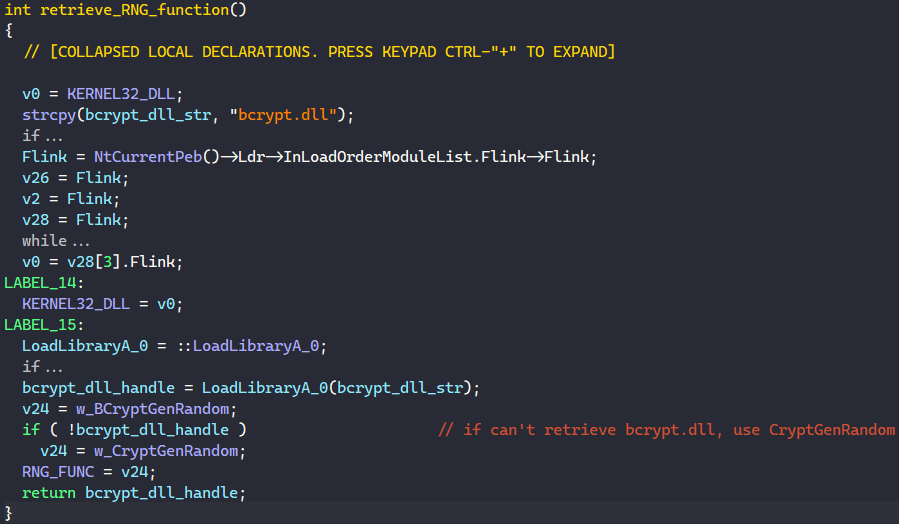 int retrieve_RNG_function()
{
// [COLLAPSED LOCAL DECLARATIONS. PRESS KEYPAD CTRL-"+" TO EXPAND]
v0 = KERNEL32_DLL;
strcpy(bcrypt_dll_str, "bcrypt.dll");
if ...
Flink = NtCurrentPeb()->Ldr->InLoadOrderModuleList.Flink->Flink;
v26 = Flink;
v2 = Flink;
v28 = Flink;
while ...
v0 = v28[3].Flink;
LABEL_14:
KERNEL32_DLL = v0;
LABEL_15:
LoadLibraryA_0 = ::LoadLibraryA_0;
if ...
bcrypt_dll_handle = LoadLibraryA_0(bcrypt_dll_str);
v24 = w_BCryptGenRandom;
if ( !bcrypt_dll_handle ) // if can't retrieve bcrypt.dll, use CryptGenRandom
v24 = w_CryptGenRandom;
RNG_FUNC = v24;
return bcrypt_dll_handle;
}